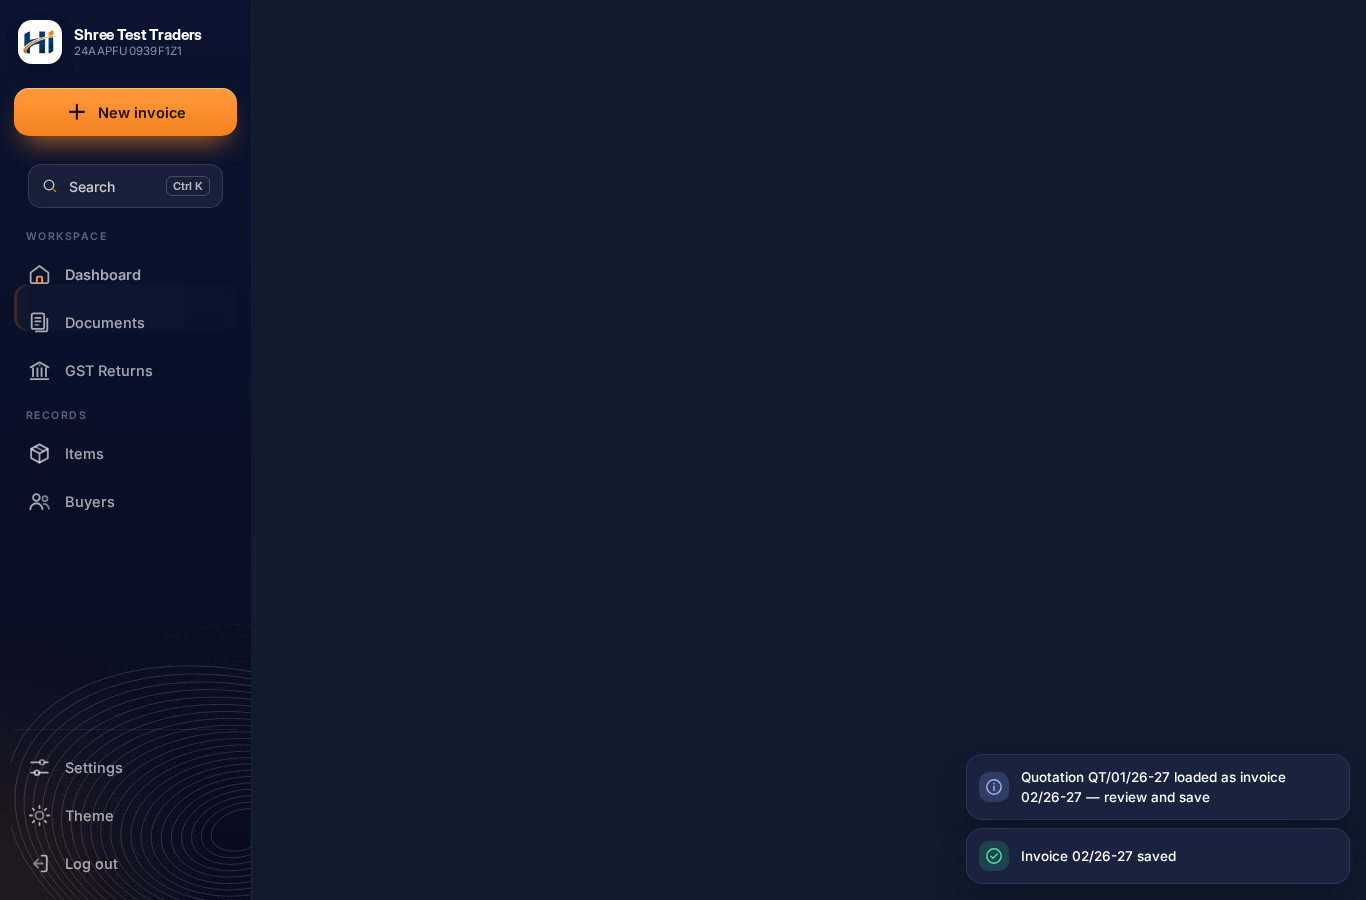 Hi
Shree Test Traders
24AAPFU0939F1Z1
New invoice
Search
Ctrl K
WORKSPACE
Dashboard
Documents
GST Returns
RECORDS
Items
Buyers
Settings
Theme
Log out
Quotation QT/01/26-27 loaded as invoice
02/26-27 — review and save
Invoice 02/26-27 saved